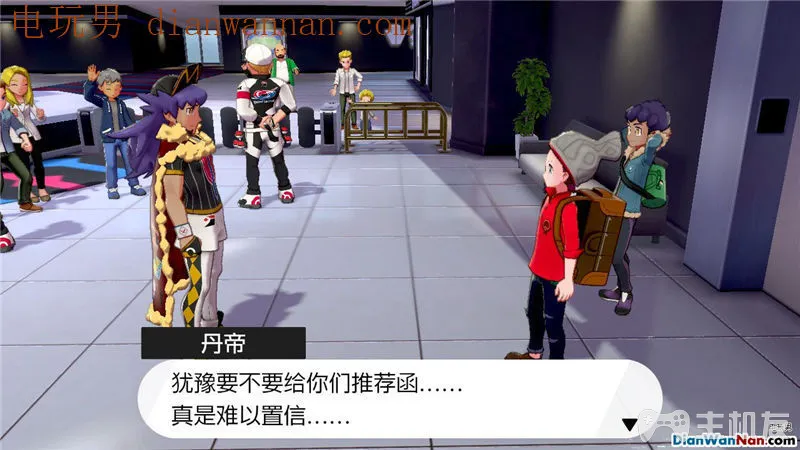 电玩男 dianwannan.com
丹帝
犹豫要不要给你们推荐函……
真是难以置信……
主机友
DianWanNan.com